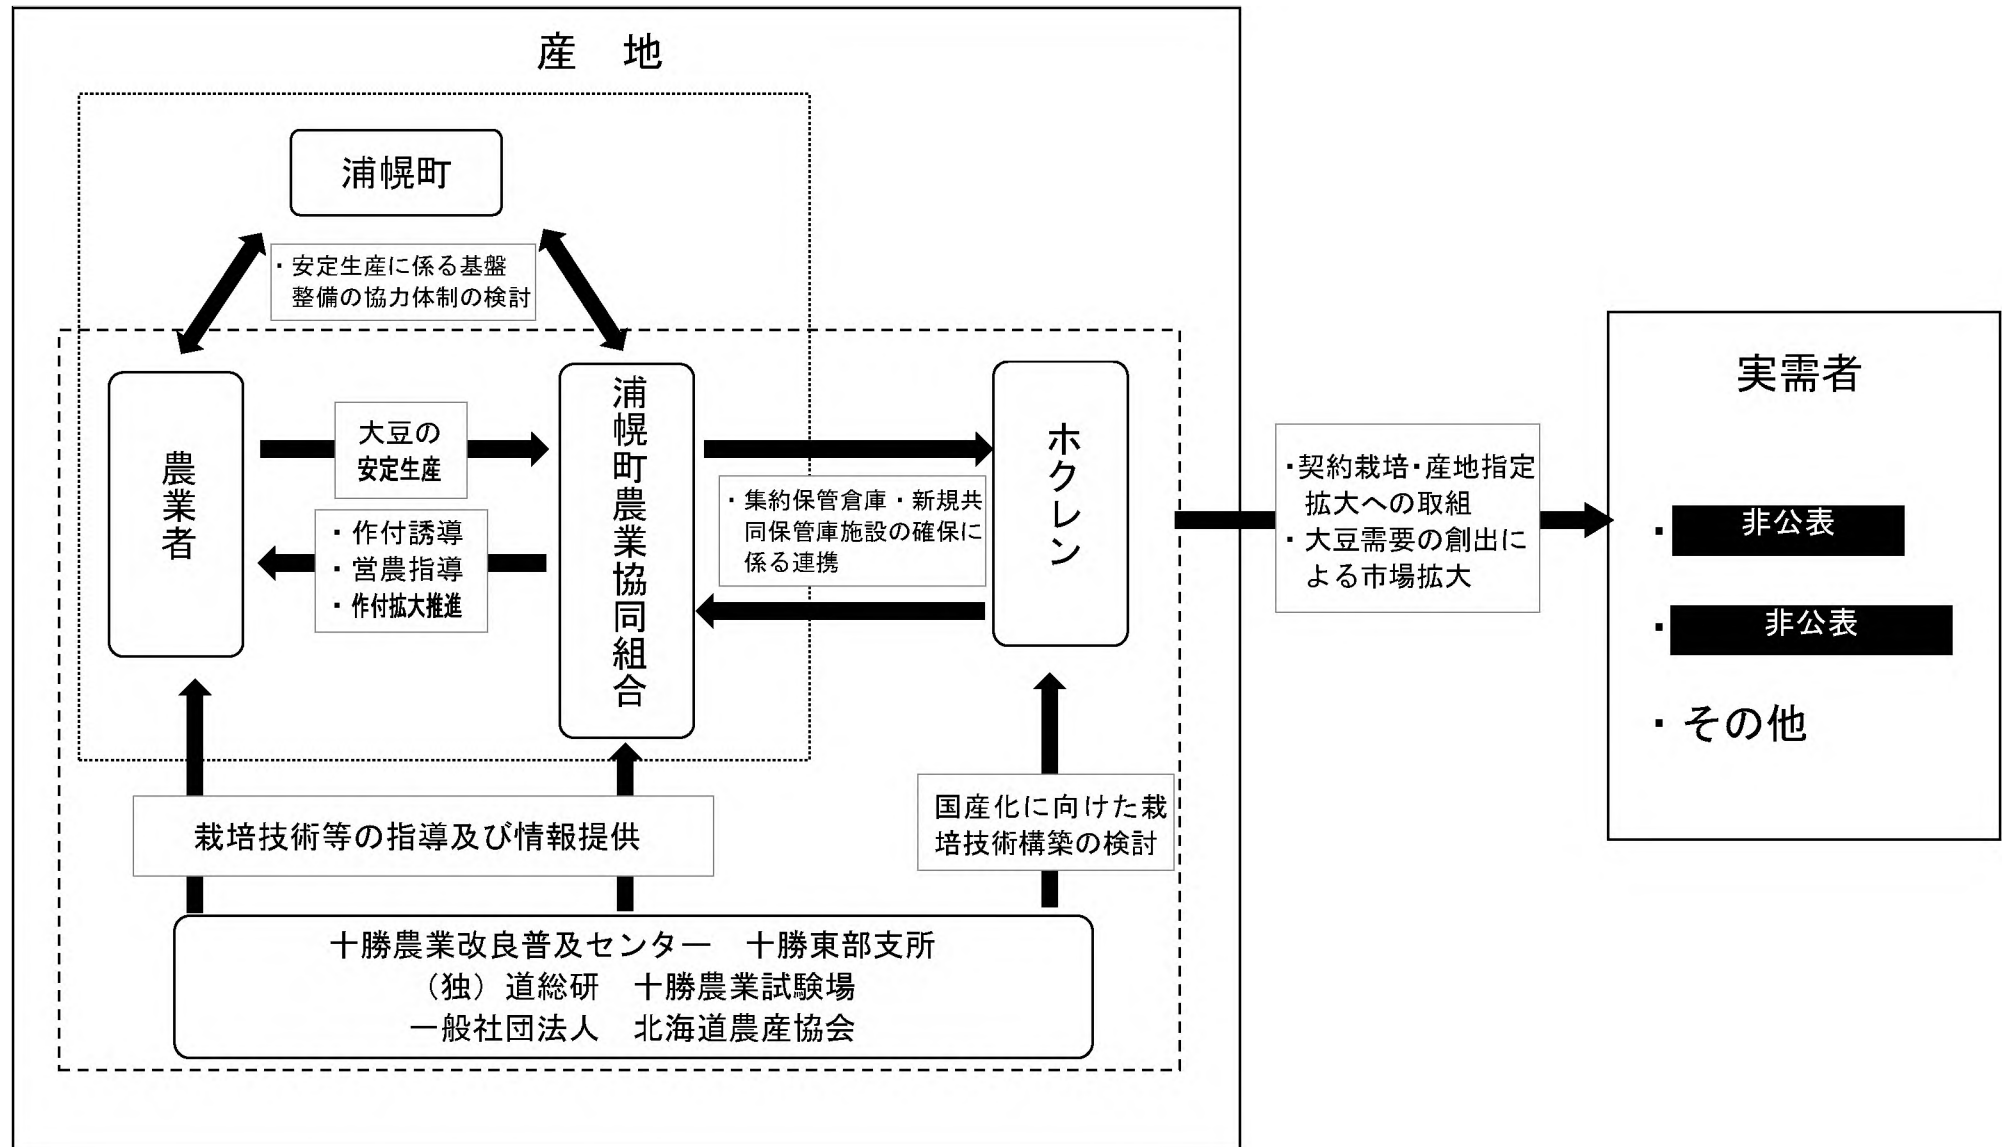 産　地
浦幌町
・安定生産に係る基盤
整備の協力体制の検討
農業者
大豆の
安定生産
・作付誘導
・営農指導
・作付拡大推進
浦幌町農業協同組合
・集約保管倉庫・新規共
同保管庫施設の確保に
係る連携
ホクレン
・契約栽培・産地指定
拡大への取組
・大豆需要の創出に
よる市場拡大
実需者
・非公表
・非公表
・その他
栽培技術等の指導及び情報提供
国産化に向けた栽
培技術構築の検討
十勝農業改良普及センター　十勝東部支所
（独）道総研　十勝農業試験場
一般社団法人　北海道農産協会